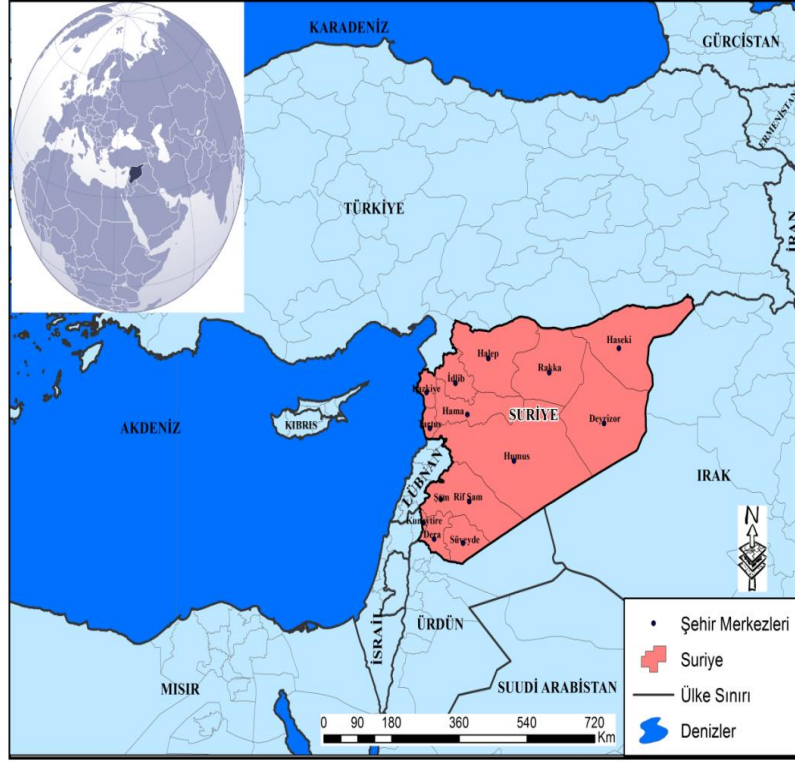 KARADENİZ
GÜRCİSTAN
ERMENİSTAN
TÜRKİYE
İRAN
Haseki
Halep
Rakka
İdlib
Lazkiye
Hama
SURİYE
Deyrizor
AKDENİZ
KIBRIS
Tartus
Humus
LÜBNAN
IRAK
Şam
Rif Şam
N
Kuneytire
Dera
Süveyde
İSRAİL
ÜRDÜN
MISIR
SUUDİ ARABİSTAN
0 90 180 360 540 720
Km
Şehir Merkezleri
Suriye
Ülke Sınırı
Denizler